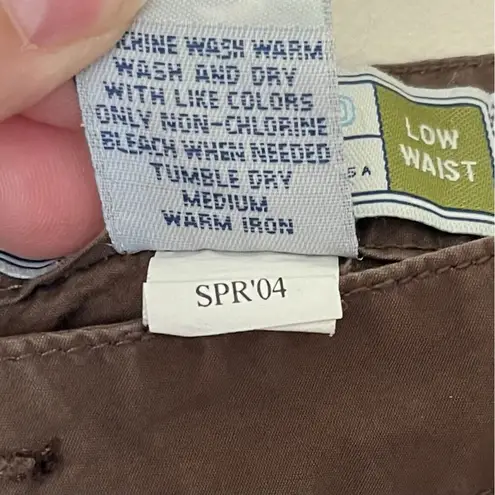 WASH WARM
WASH AND DRY
WITH LIKE COLORS
ONLY NON-CHLORINE
BLEACH WHEN NEEDED
TUMBLE DRY
MEDIUM
WARM IRON
LOW
WAIST
SPR'04